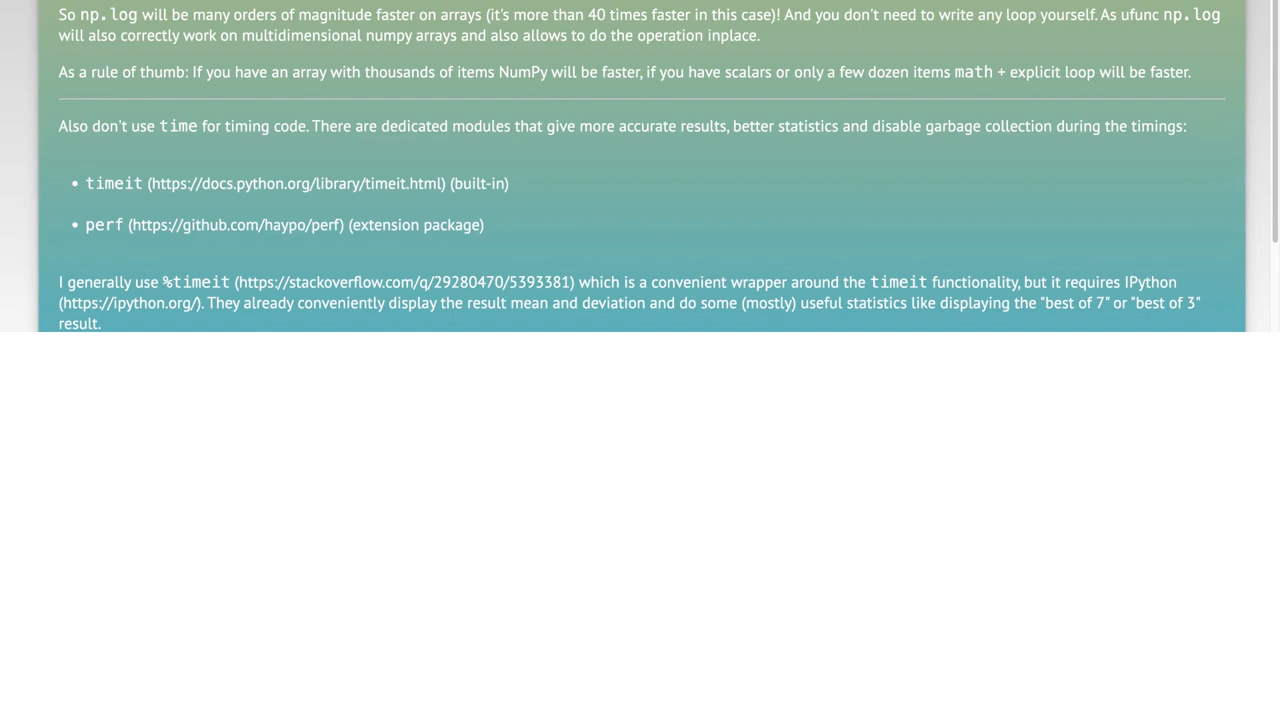 So np.log will be many orders of magnitude faster on arrays (it's more than 40 times faster in this case)! And you don't need to write any loop yourself. As ufunc np.log
will also correctly work on multidimensional numpy arrays and also allows to do the operation inplace.
As a rule of thumb: If you have an array with thousands of items NumPy will be faster, if you have scalars or only a few dozen items math + explicit loop will be faster.
Also don't use time for timing code. There are dedicated modules that give more accurate results, better statistics and disable garbage collection during the timings:
• timeit (https://docs.python.org/library/timeit.html) (built-in)
• perf (https://github.com/haypo/perf) (extension package)
I generally use %timeit (https://stackoverflow.com/q/29280470/5393381) which is a convenient wrapper around the timeit functionality, but it requires IPython
(https://ipython.org/). They already conveniently display the result mean and deviation and do some (mostly) useful statistics like displaying the "best of 7" or "best of 3"
result.